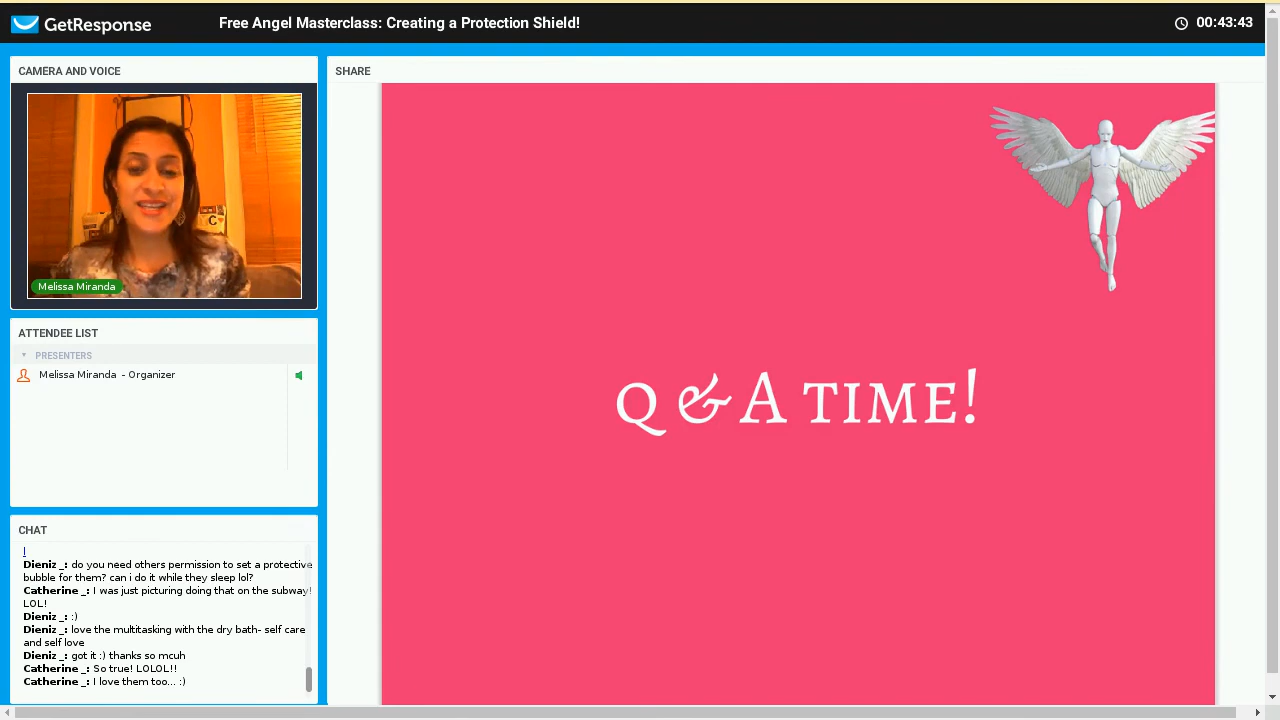 GetResponse
Free Angel Masterclass: Creating a Protection Shield!
00:43:43
CAMERA AND VOICE
Melissa Miranda
C
ATTENDEE LIST
PRESENTERS
Melissa Miranda - Organizer
CHAT
Dieniz _: do you need others permission to set a protective
bubble for them? can i do it while they sleep lol?
Catherine _: I was just picturing doing that on the subway!
LOL!
Dieniz _: :)
Dieniz _: love the multitasking with the dry bath- self care
and self love
Dieniz _: got it :) thanks so mcuh
Catherine _: So true! LOLOL!!
Catherine _: I love them too... :)
SHARE
Q & A TIME!